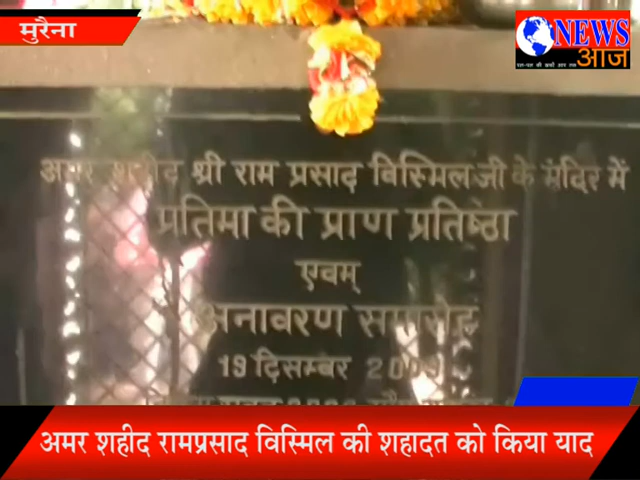 मुरैना
NEWS
आज
अमर शहीद श्री राम प्रसाद विस्मिल जी के मंदिर में
प्रतिमा की प्राण प्रतिष्ठा
एवम्
अनावरण समारोह
19 दिसम्बर
अमर शहीद रामप्रसाद विस्मिल की शहादत को किया याद